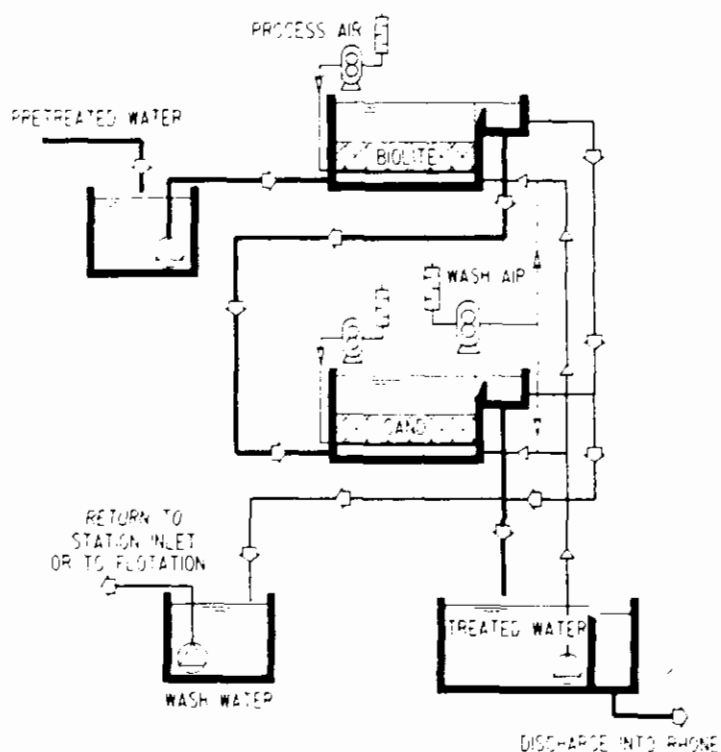 PROCESS AIR
PRETREATED WATER
BIOLITE
WASH AIR
SAND
RETURN TO
STATION INLET
OR TO FLOTATION
TREATED WATER
WASH WATER
DISCHARGE INTO RHONE